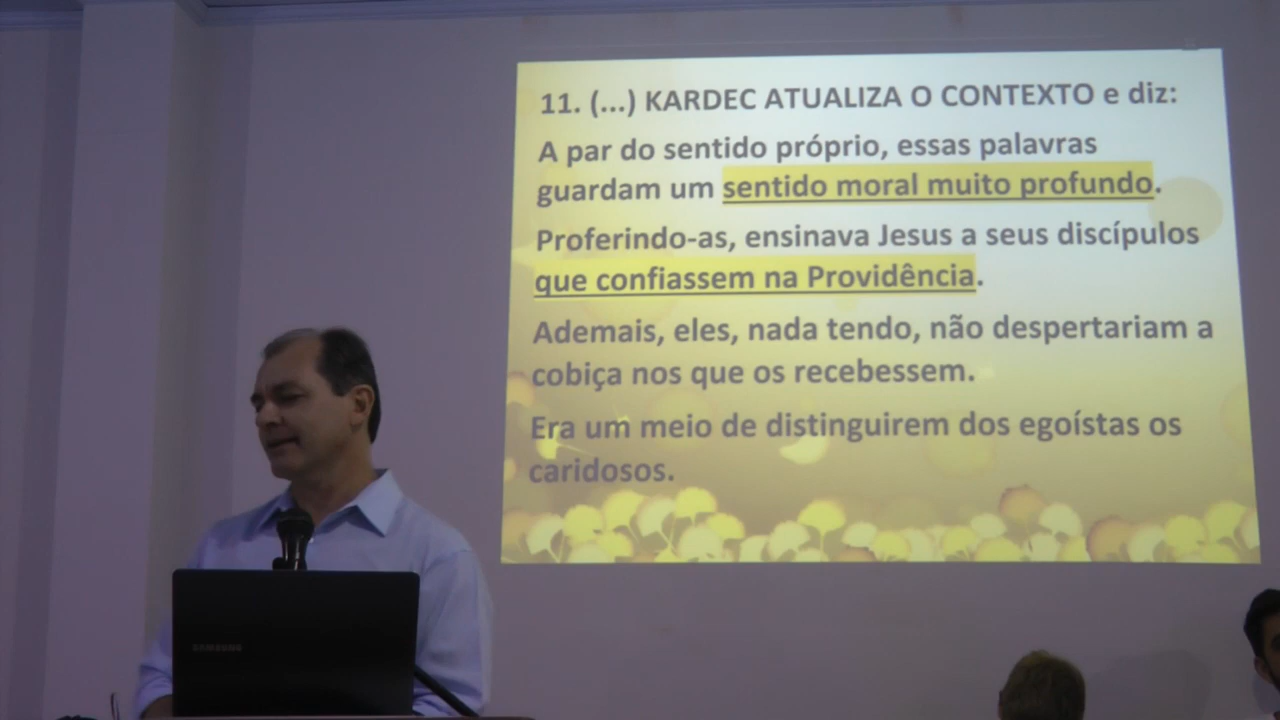 11. (...) KARDEC ATUALIZA O CONTEXTO e diz:
A par do sentido próprio, essas palavras
guardam um sentido moral muito profundo.
Proferindo-as, ensinava Jesus a seus discípulos
que confiassem na Providência.
Ademais, eles, nada tendo, não despertariam a
cobiça nos que os recebessem.
Era um meio de distinguirem dos egoístas os
caridosos.
SAMSUNG